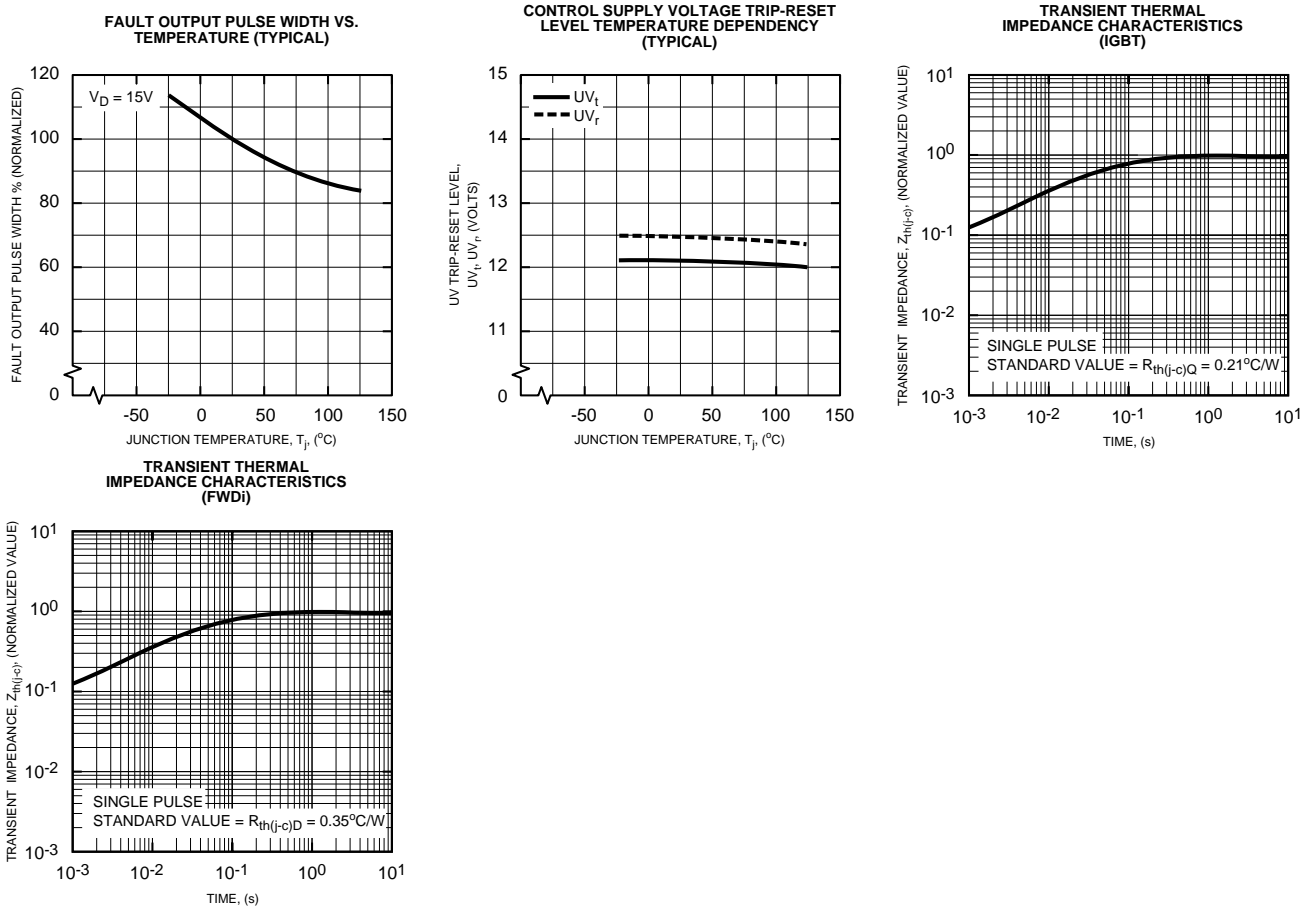 FAULT OUTPUT PULSE WIDTH VS.
TEMPERATURE (TYPICAL)
FAULT OUTPUT PULSE WIDTH % (NORMALIZED)
120
100
80
60
40
0
V_D = 15V
-50 0 50 100 150
JUNCTION TEMPERATURE, T_j, (°C)
CONTROL SUPPLY VOLTAGE TRIP-RESET
LEVEL TEMPERATURE DEPENDENCY
(TYPICAL)
UV TRIP-RESET LEVEL,
UV_t, UV_r, (VOLTS)
15
14
13
12
11
0
UV_t
UV_r
-50 0 50 100 150
JUNCTION TEMPERATURE, T_j, (°C)
TRANSIENT THERMAL
IMPEDANCE CHARACTERISTICS
(IGBT)
TRANSIENT IMPEDANCE, Z_th(j-c), (NORMALIZED VALUE)
10^1
10^0
10^-1
10^-2
10^-3
SINGLE PULSE
STANDARD VALUE = R_th(j-c)Q = 0.21°C/W
10^-3 10^-2 10^-1 10^0 10^1
TIME, (s)
TRANSIENT THERMAL
IMPEDANCE CHARACTERISTICS
(FWDi)
TRANSIENT IMPEDANCE, Z_th(j-c), (NORMALIZED VALUE)
10^1
10^0
10^-1
10^-2
10^-3
SINGLE PULSE
STANDARD VALUE = R_th(j-c)D = 0.35°C/W
10^-3 10^-2 10^-1 10^0 10^1
TIME, (s)